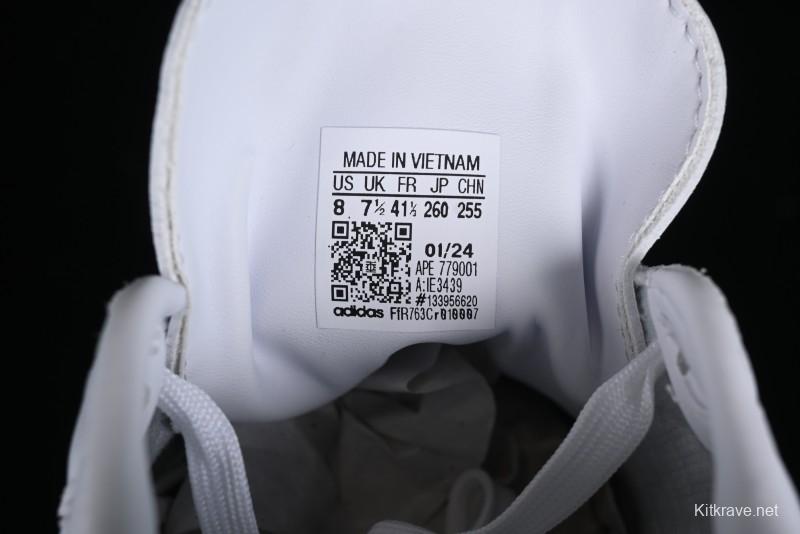 MADE IN VIETNAM
US UK FR JP CHN
8 7½ 41⅓ 260 255
01/24
APE 779001
A:IE3439
#133956620
adidas F1R763Cr010007
Kitkrave.net